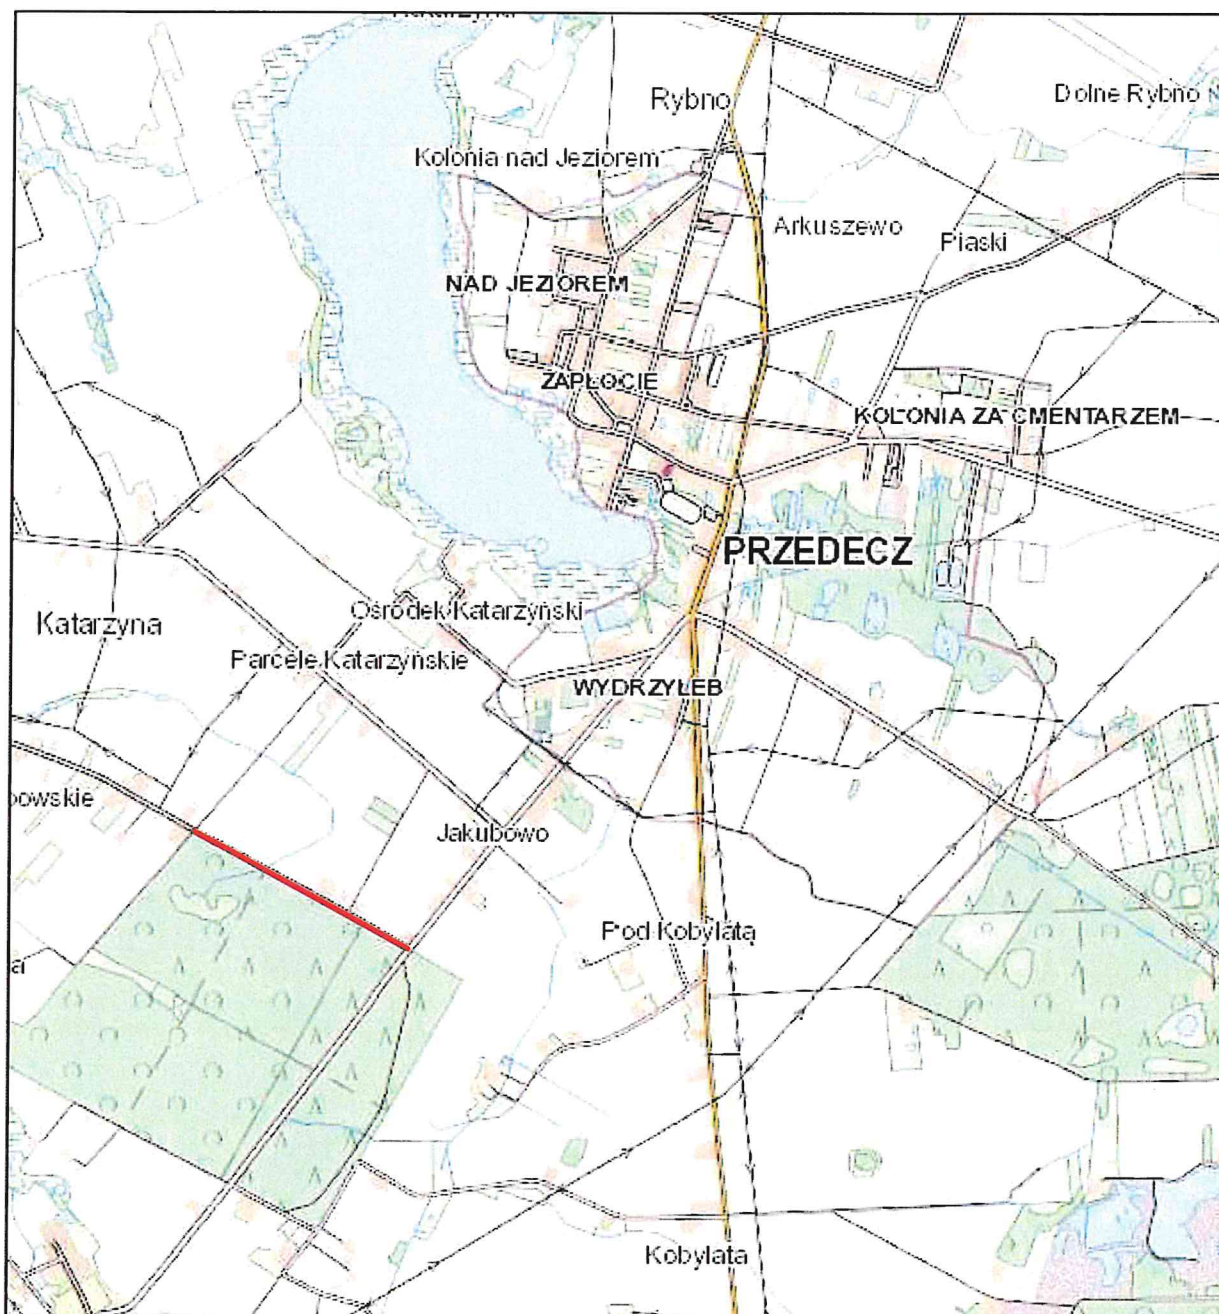 Rybno
Dolne Rybno
Kolonia nad Jeziorem
Arkuszewo
Piaski
NAD JEZIOREM
ZAPŁOCIE
KOLONIA ZA CMENTARZEM
PRZEDECZ
Ośrodek Katarzyński
Katarzyna
Parcele Katarzyńskie
WYDRZYŁEB
owskie
Jakubowo
Pod Kobylatą
a
Kobylata